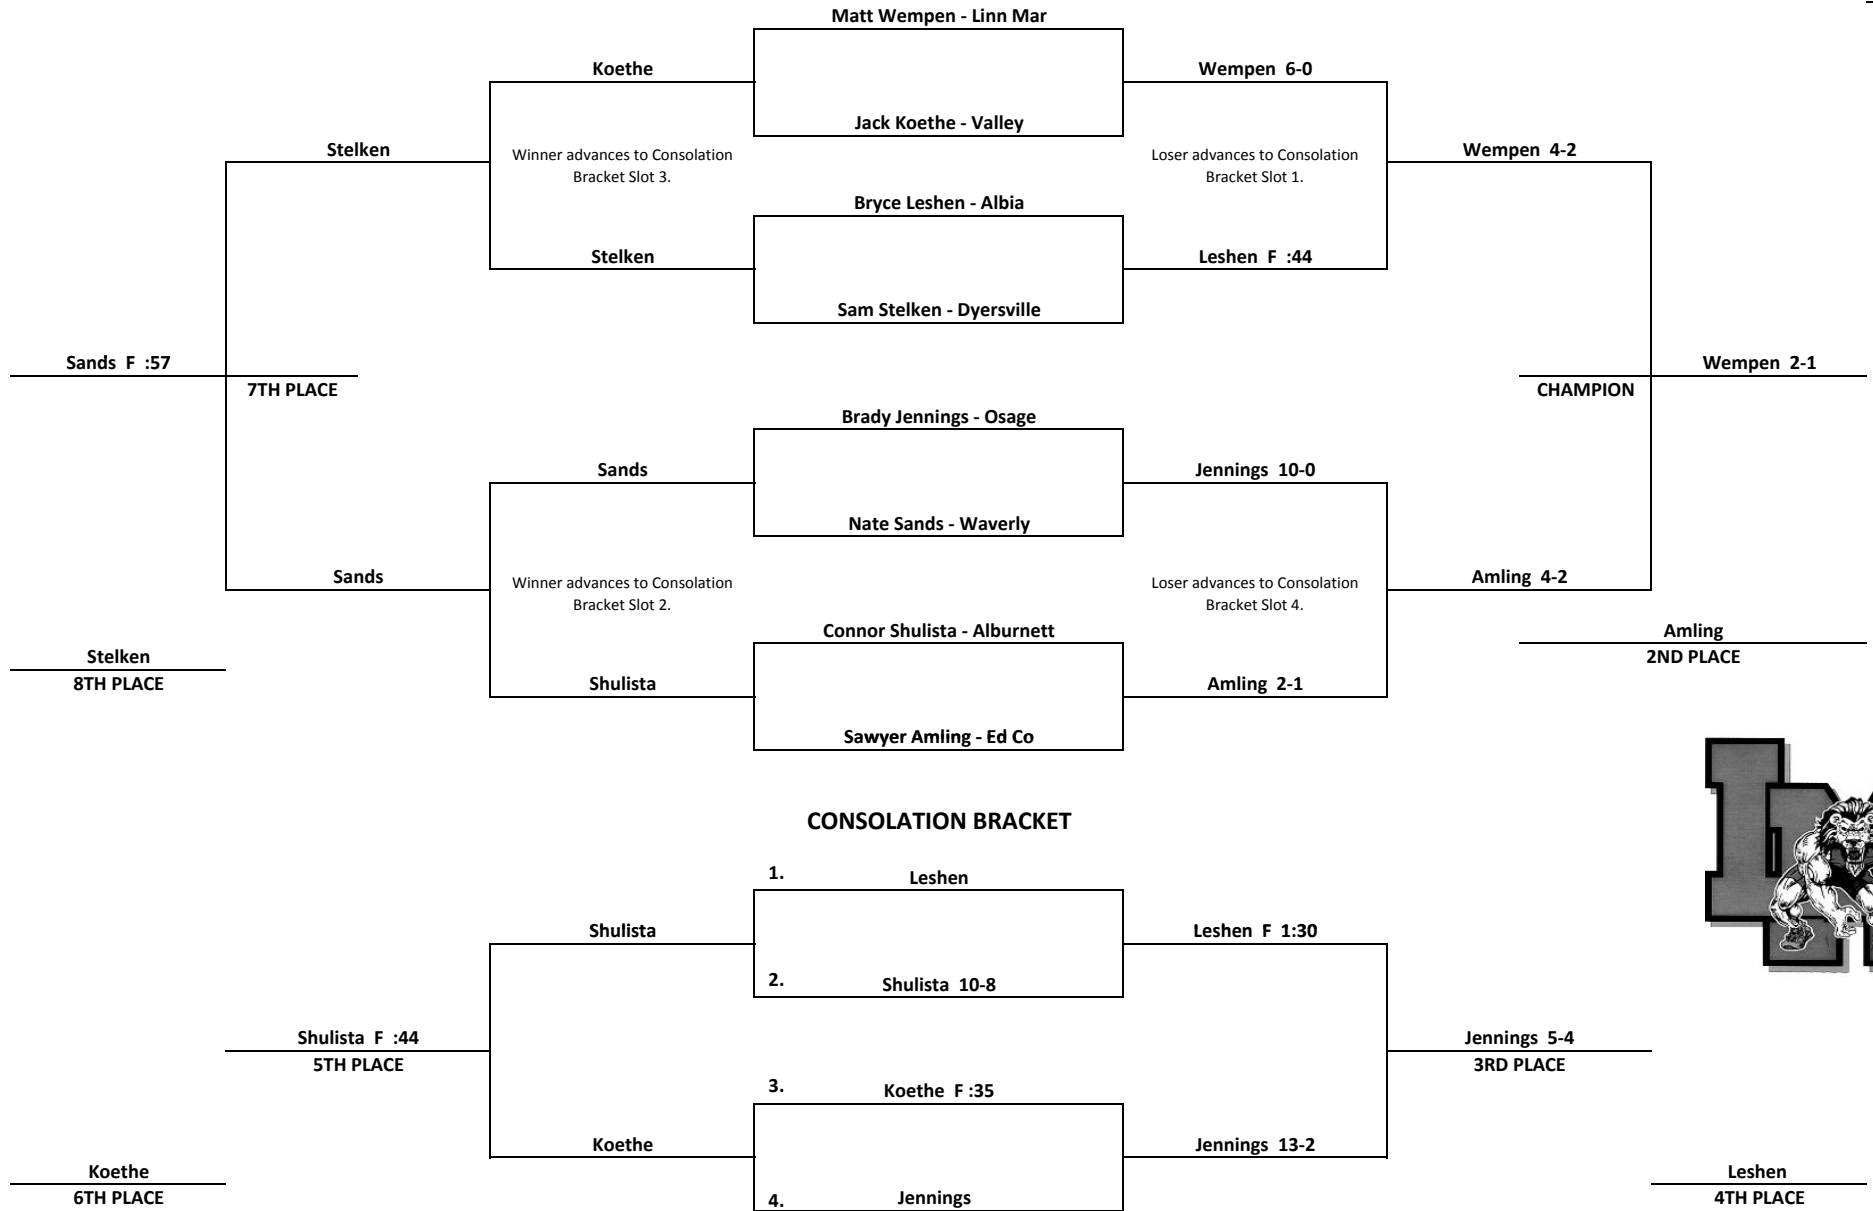 Matt Wempen - Linn Mar
Koethe
Wempen 6-0
Jack Koethe - Valley
Stelken
Winner advances to Consolation
Bracket Slot 3.
Loser advances to Consolation
Bracket Slot 1.
Wempen 4-2
Bryce Leshen - Albia
Stelken
Leshen F :44
Sam Stelken - Dyersville
Sands F :57
7TH PLACE
Wempen 2-1
CHAMPION
Brady Jennings - Osage
Sands
Jennings 10-0
Nate Sands - Waverly
Sands
Winner advances to Consolation
Bracket Slot 2.
Loser advances to Consolation
Bracket Slot 4.
Amling 4-2
Connor Shulista - Alburnett
Stelken
8TH PLACE
Shulista
Amling 2-1
Amling
2ND PLACE
Sawyer Amling - Ed Co
CONSOLATION BRACKET
1. Leshen
Shulista
Leshen F 1:30
2. Shulista 10-8
Shulista F :44
5TH PLACE
Jennings 5-4
3RD PLACE
3. Koethe F :35
Koethe
Jennings 13-2
Koethe
6TH PLACE
4. Jennings
Leshen
4TH PLACE